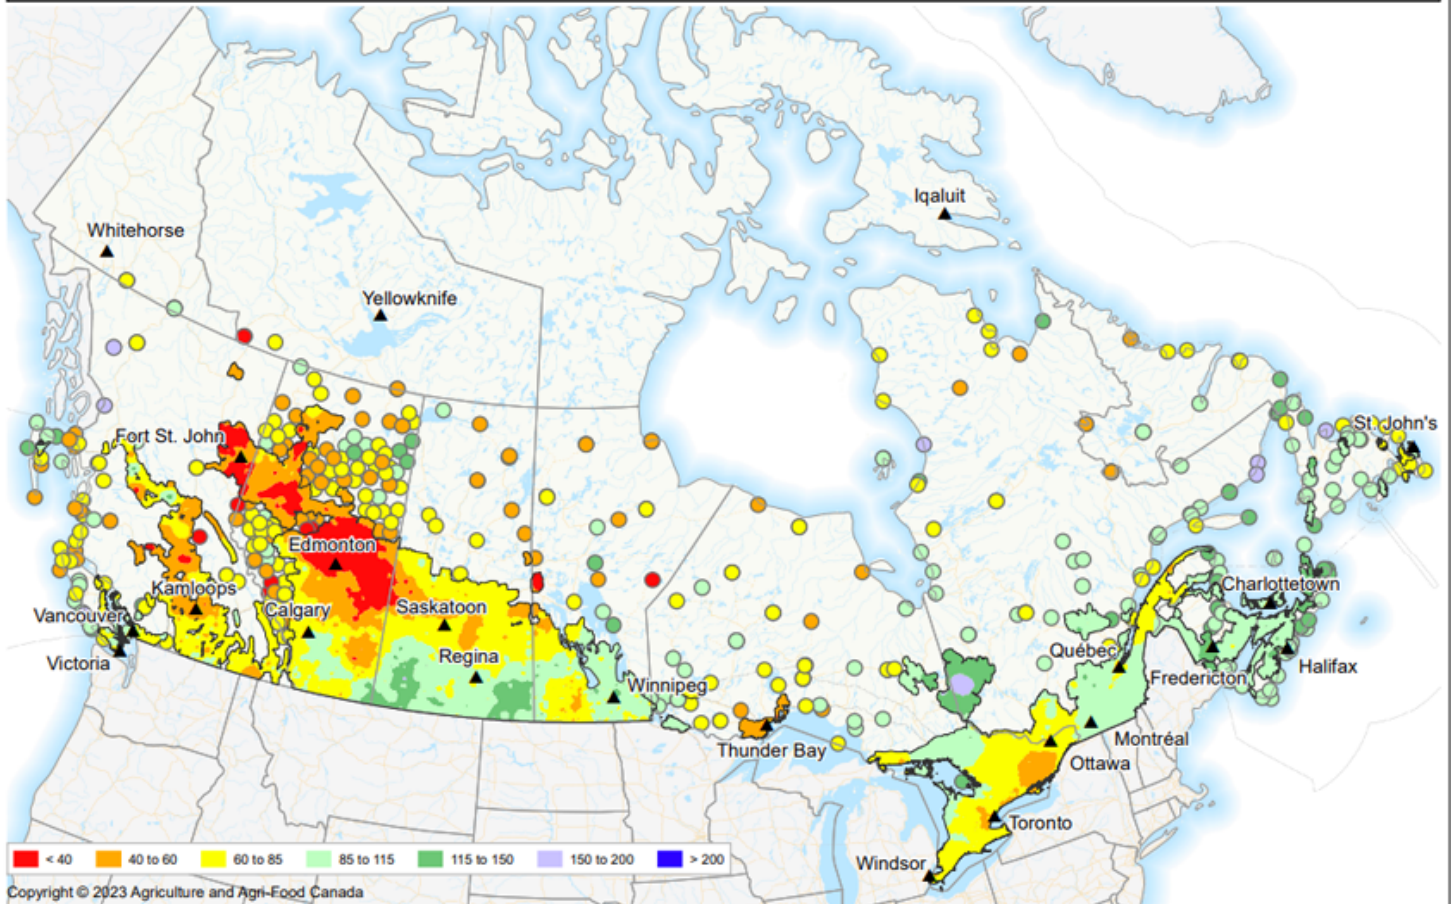 Iqaluit
Whitehorse
Yellowknife
St. John's
Fort St. John
Edmonton
Kamloops
Charlottetown
Vancouver
Calgary
Saskatoon
Québec
Victoria
Regina
Halifax
Fredericton
Winnipeg
Montréal
Thunder Bay
Ottawa
Toronto
Windsor
< 40 40 to 60 60 to 85 85 to 115 115 to 150 150 to 200 > 200
Copyright © 2023 Agriculture and Agri-Food Canada